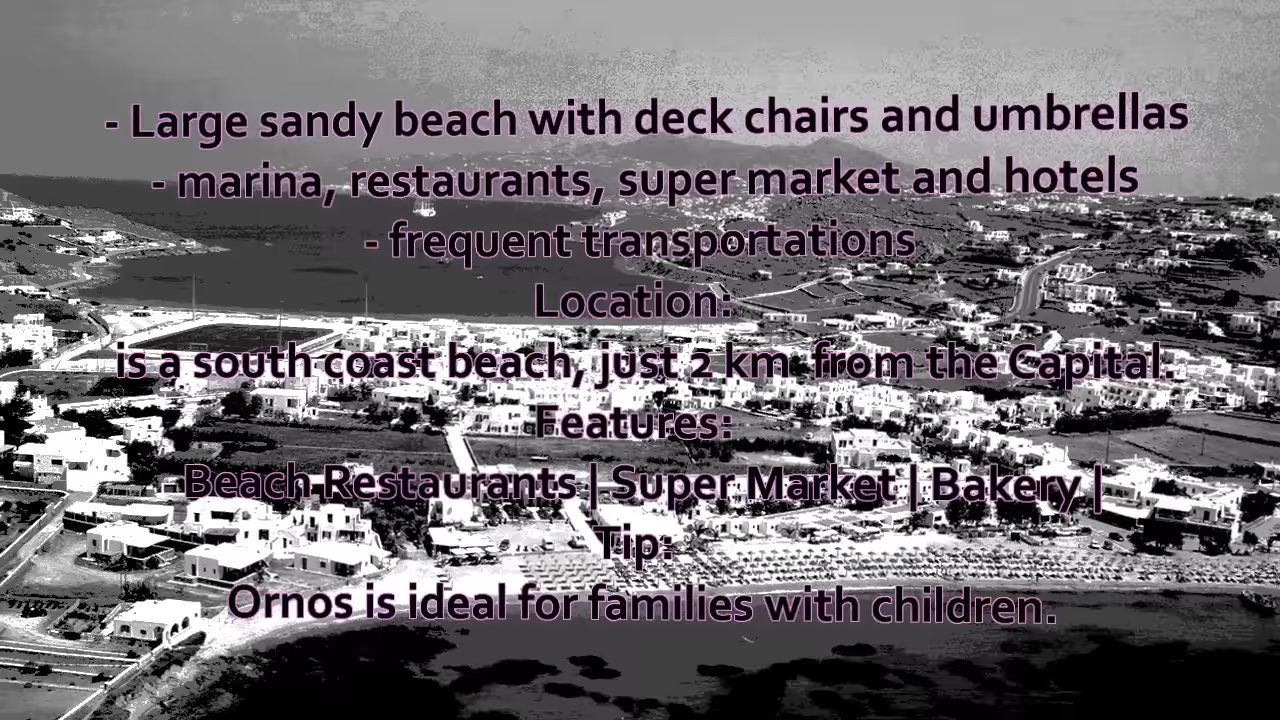 - Large sandy beach with deck chairs and umbrellas
- marina, restaurants, super market and hotels
- frequent transportations
Location:
is a south coast beach, just 2 km from the Capital.
Features:
Beach Restaurants | Super Market | Bakery |
Tip:
Ornos is ideal for families with children.